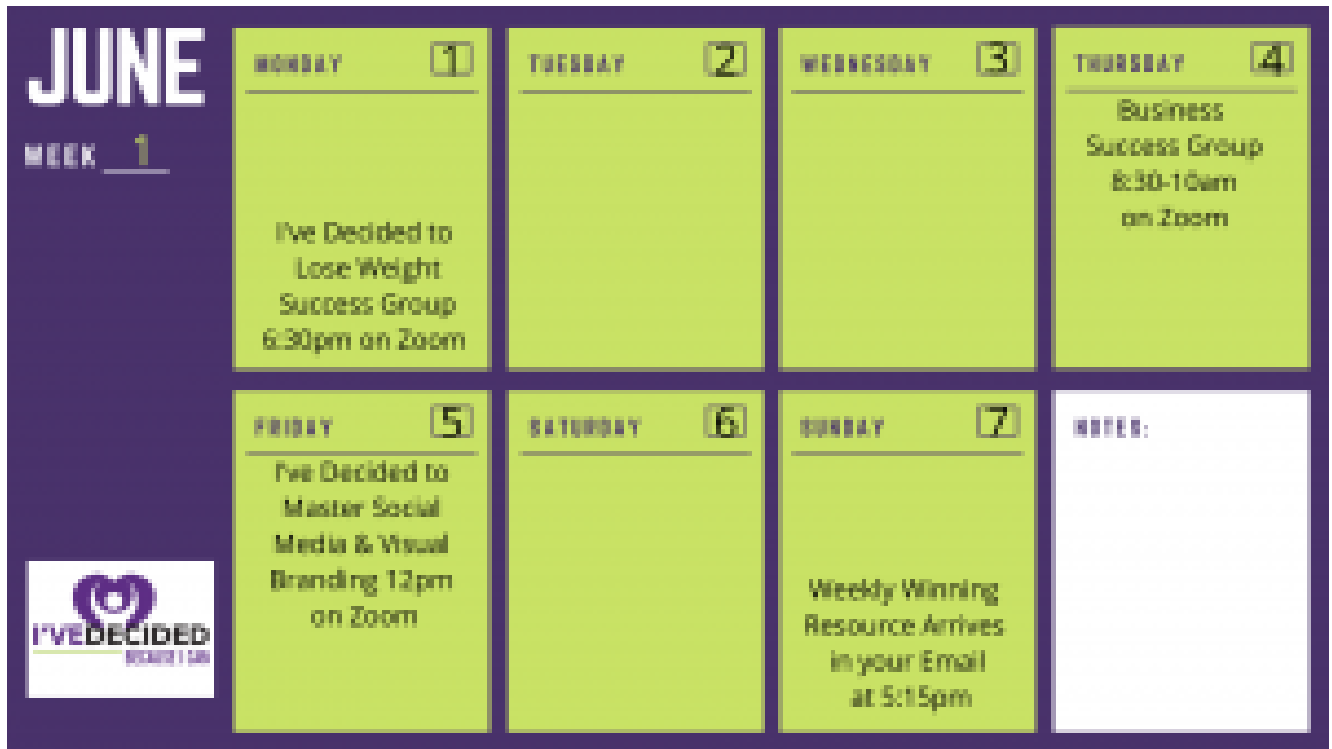 JUNE
WEEK 1
MONDAY 1
I've Decided to
Lose Weight
Success Group
6:30pm on Zoom
TUESDAY 2
WEDNESDAY 3
THURSDAY 4
Business
Success Group
8:30-10am
on Zoom
FRIDAY 5
I've Decided to
Master Social
Media & Visual
Branding 12pm
on Zoom
SATURDAY 6
SUNDAY 7
Weekly Winning
Resource Arrives
in your Email
at 5:15pm
NOTES:
I'VEDECIDED
BECAUSE I CAN